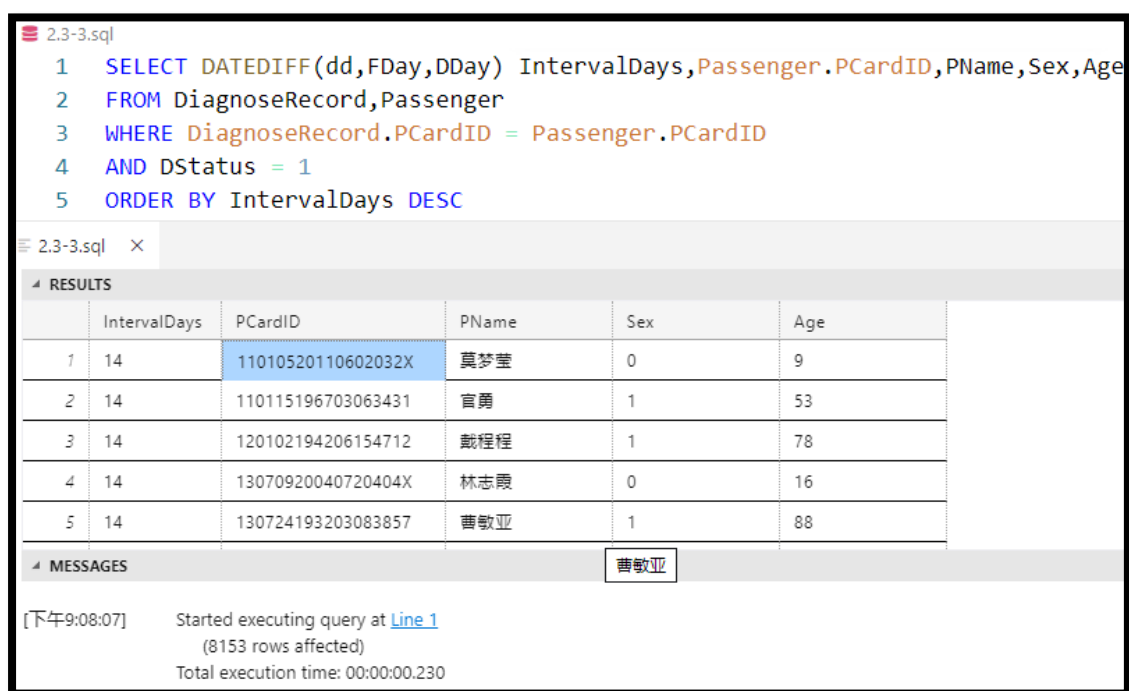 2.3-3.sql
1 SELECT DATEDIFF(dd,FDay,DDay) IntervalDays,Passenger.PCardID,PName,Sex,Age
2 FROM DiagnoseRecord,Passenger
3 WHERE DiagnoseRecord.PCardID = Passenger.PCardID
4 AND DStatus = 1
5 ORDER BY IntervalDays DESC
2.3-3.sql ×
RESULTS
IntervalDays PCardID PName Sex Age
1 14 11010520110602032X 莫梦莹 0 9
2 14 110115196703063431 官勇 1 53
3 14 120102194206154712 戴程程 1 78
4 14 13070920040720404X 林志霞 0 16
5 14 130724193203083857 曹敏亚 1 88
MESSAGES
曹敏亚
[下午9:08:07] Started executing query at Line 1
(8153 rows affected)
Total execution time: 00:00:00.230